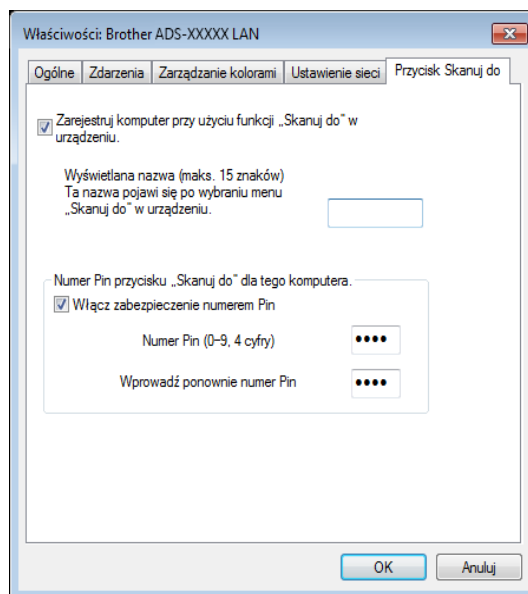 Właściwości: Brother ADS-XXXXX LAN
Ogólne Zdarzenia Zarządzanie kolorami Ustawienie sieci Przycisk Skanuj do
Zarejestruj komputer przy użyciu funkcji „Skanuj do” w
urządzeniu.
Wyświetlana nazwa (maks. 15 znaków)
Ta nazwa pojawi się po wybraniu menu
„Skanuj do” w urządzeniu.
Numer Pin przycisku „Skanuj do” dla tego komputera.
Włącz zabezpieczenie numerem Pin
Numer Pin (0–9, 4 cyfry) ••••
Wprowadź ponownie numer Pin ••••
OK Anuluj